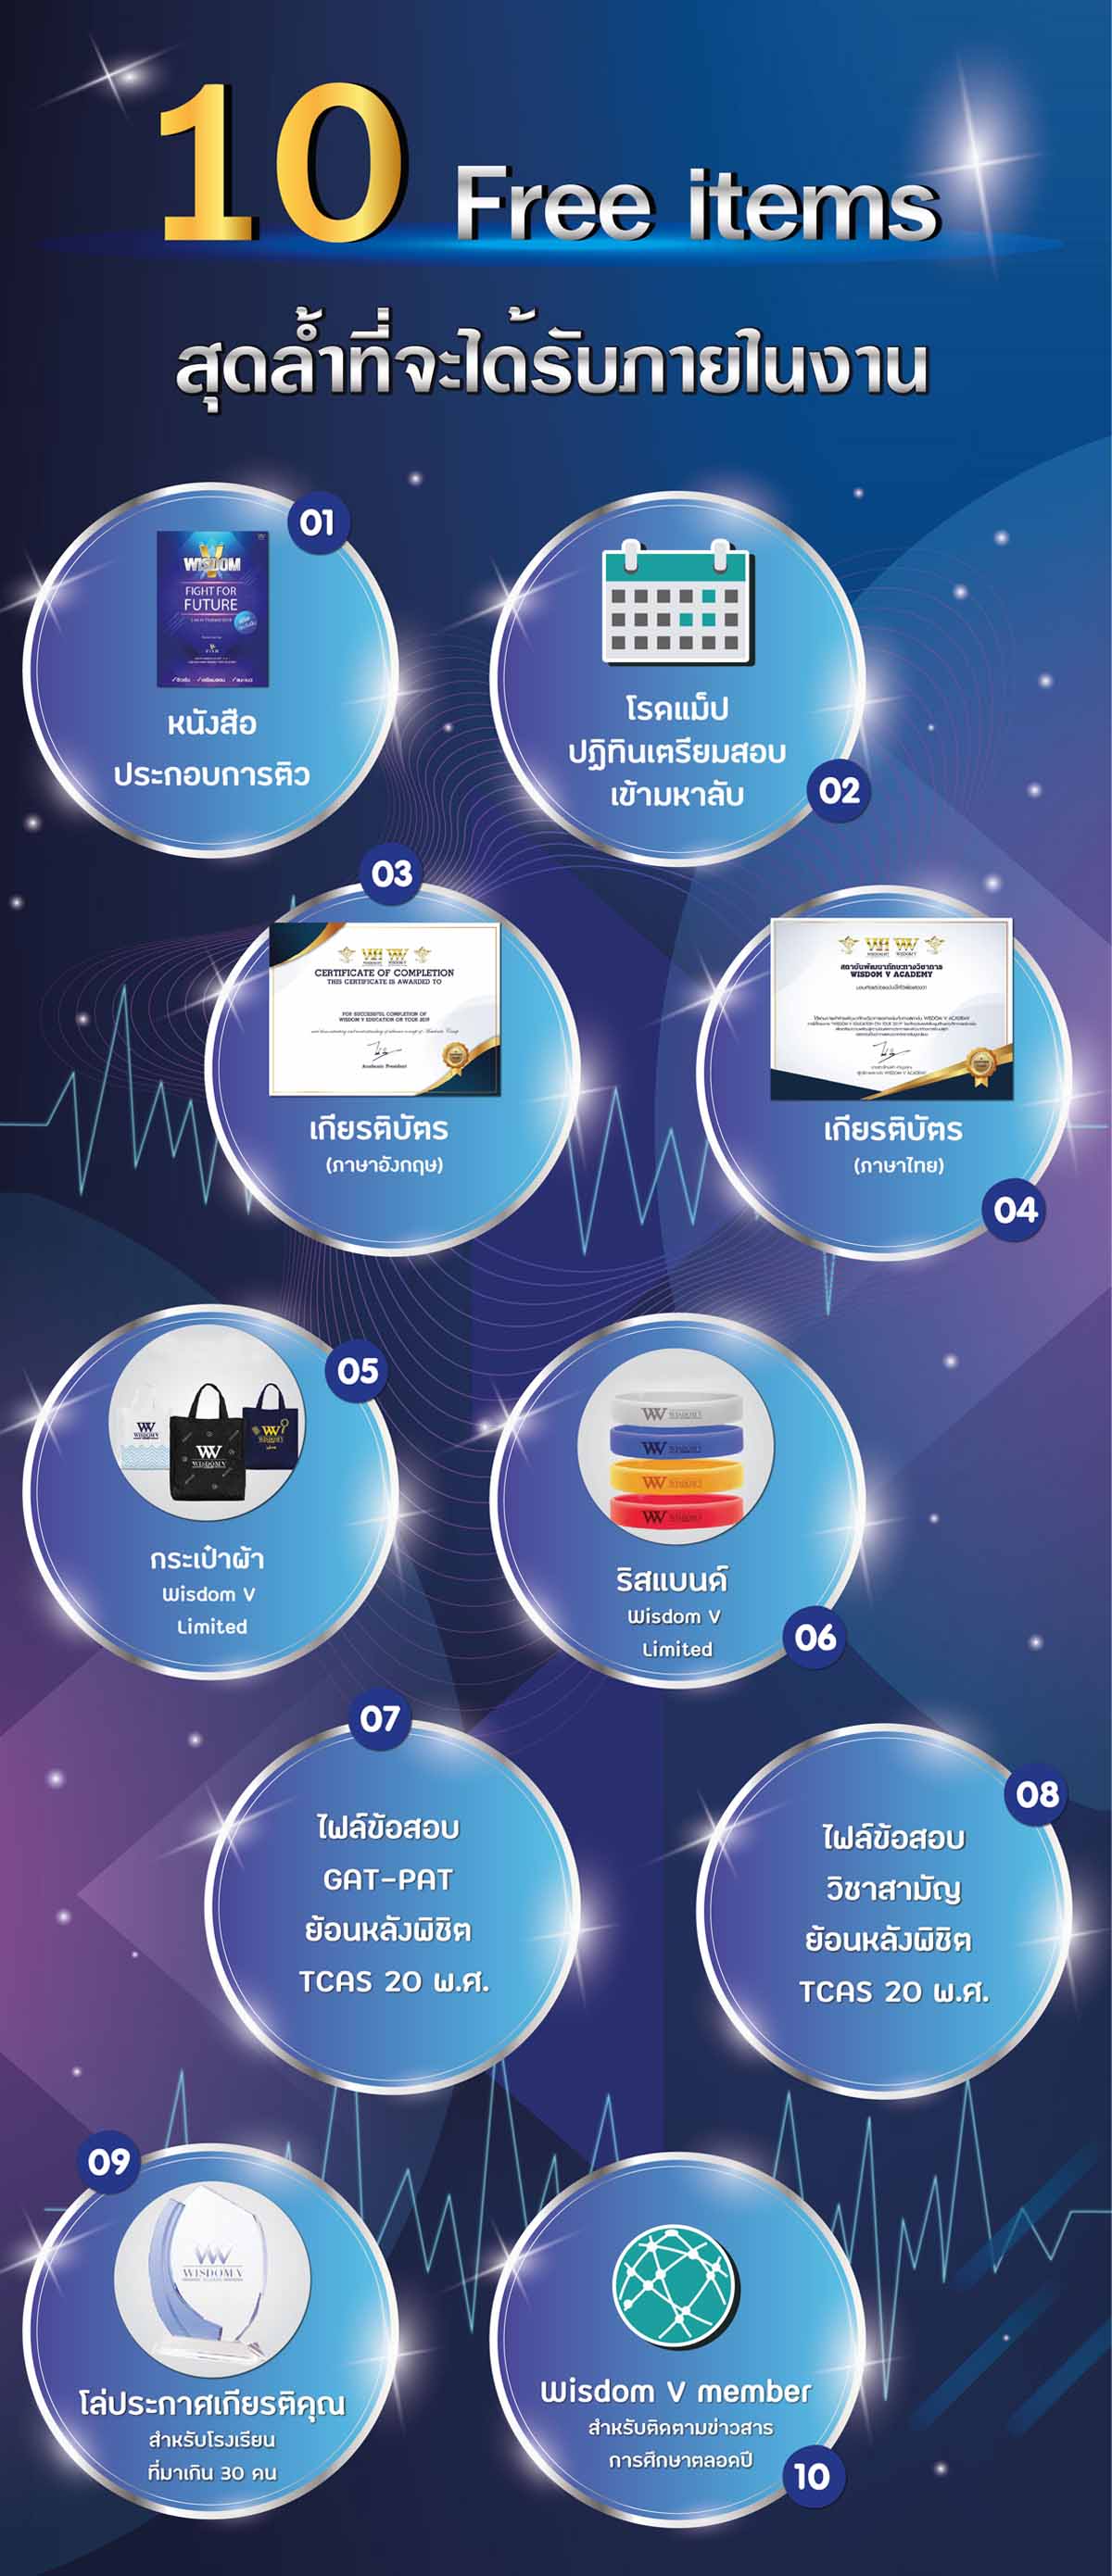 10 Free items
สุดล้ำที่จะได้รับภายในงาน
01
WISDOM
FIGHT FOR
FUTURE
หนังสือ
ประกอบการติว
โรดแม็ป
ปฏิทินเตรียมสอบ
เข้ามหาลัย
02
03
CERTIFICATE OF COMPLETION
THIS CERTIFICATE IS AWARDED TO
FOR SUCCESSFUL COMPLETION OF
WISDOM V EDUCATION ON TOUR 2019
Academic President
เกียรติบัตร
(ภาษาอังกฤษ)
สถาบันพัฒนาทักษะทางวิชาการ
WISDOM V ACADEMY
เกียรติบัตร
(ภาษาไทย)
04
05
WISDOM V
WISDOM V
WISDOM V
กระเป๋าผ้า
Wisdom V
Limited
W WISDOM V
W WISDOM V
W WISDOM V
W WISDOM V
ริสแบนด์
Wisdom V
Limited
06
07
ไฟล์ข้อสอบ
GAT-PAT
ย้อนหลังพิชิต
TCAS 20 พ.ศ.
08
ไฟล์ข้อสอบ
วิชาสามัญ
ย้อนหลังพิชิต
TCAS 20 พ.ศ.
09
WISDOM V
โล่ประกาศเกียรติคุณ
สำหรับโรงเรียน
ที่มาเกิน 30 คน
Wisdom V member
สำหรับติดตามข่าวสาร
การศึกษาตลอดปี
10